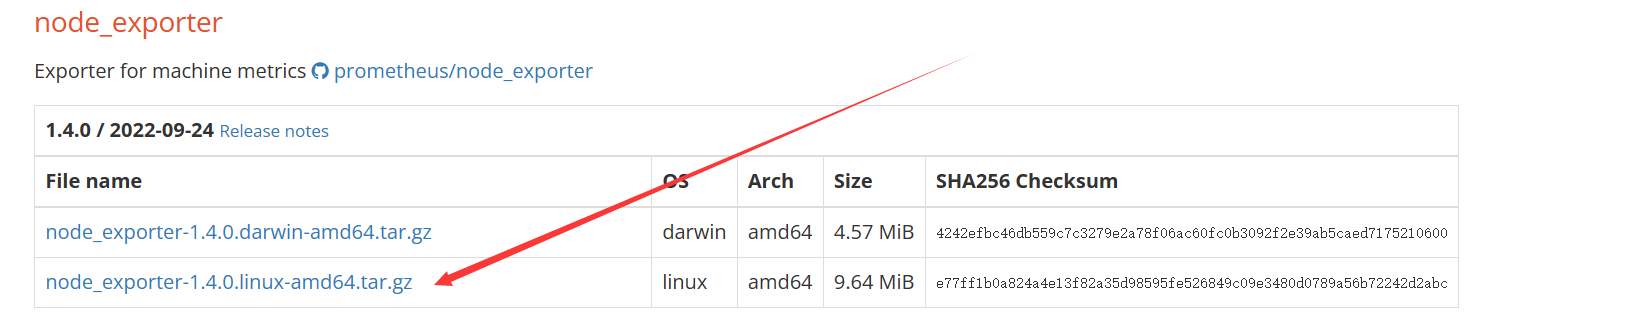 node_exporter
Exporter for machine metrics prometheus/node_exporter
1.4.0 / 2022-09-24 Release notes
File name OS Arch Size SHA256 Checksum
node_exporter-1.4.0.darwin-amd64.tar.gz darwin amd64 4.57 MiB 4242efbc46db559c7c3279e2a78f06ac60fc0b3092f2e39ab5caed7175210600
node_exporter-1.4.0.linux-amd64.tar.gz linux amd64 9.64 MiB e77ff1b0a824a4e13f82a35d98595fe526849c09e3480d0789a56b72242d2abc